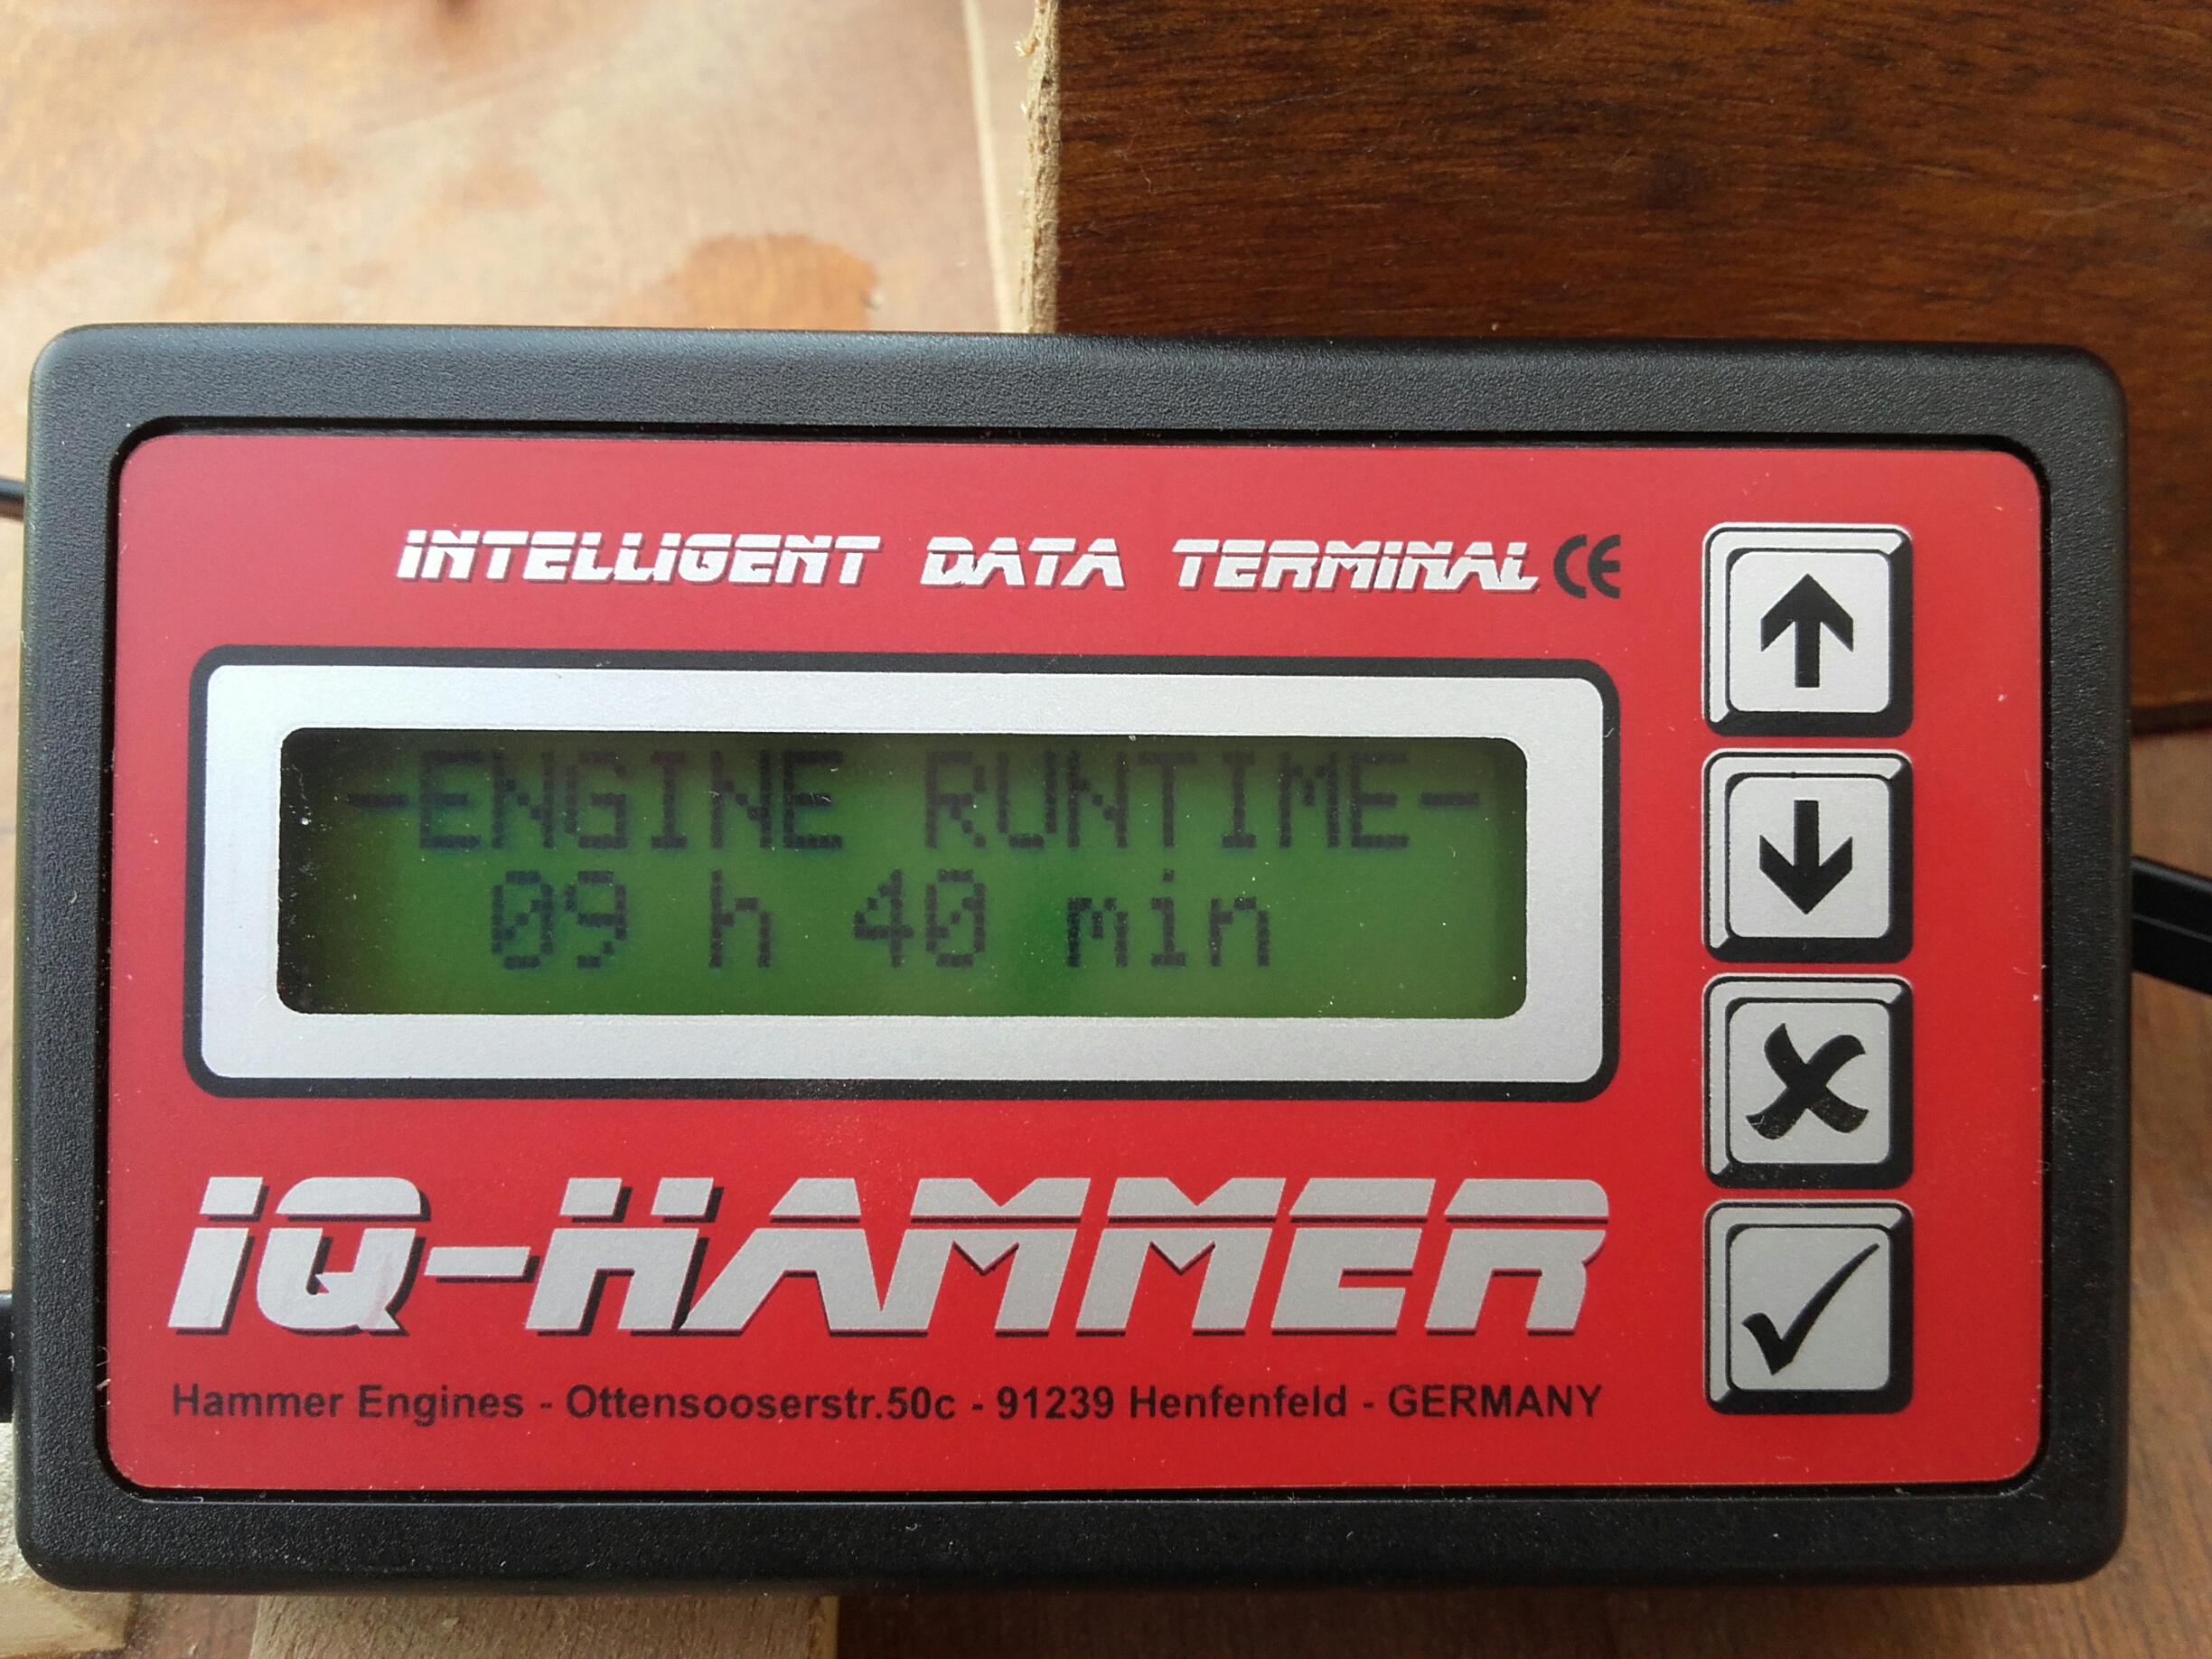 INTELLIGENT DATA TERMINAL CE
-ENGINE RUNTIME-
09 h 40 min
IQ-HAMMER
Hammer Engines - Ottensooserstr.50c - 91239 Henfenfeld - GERMANY